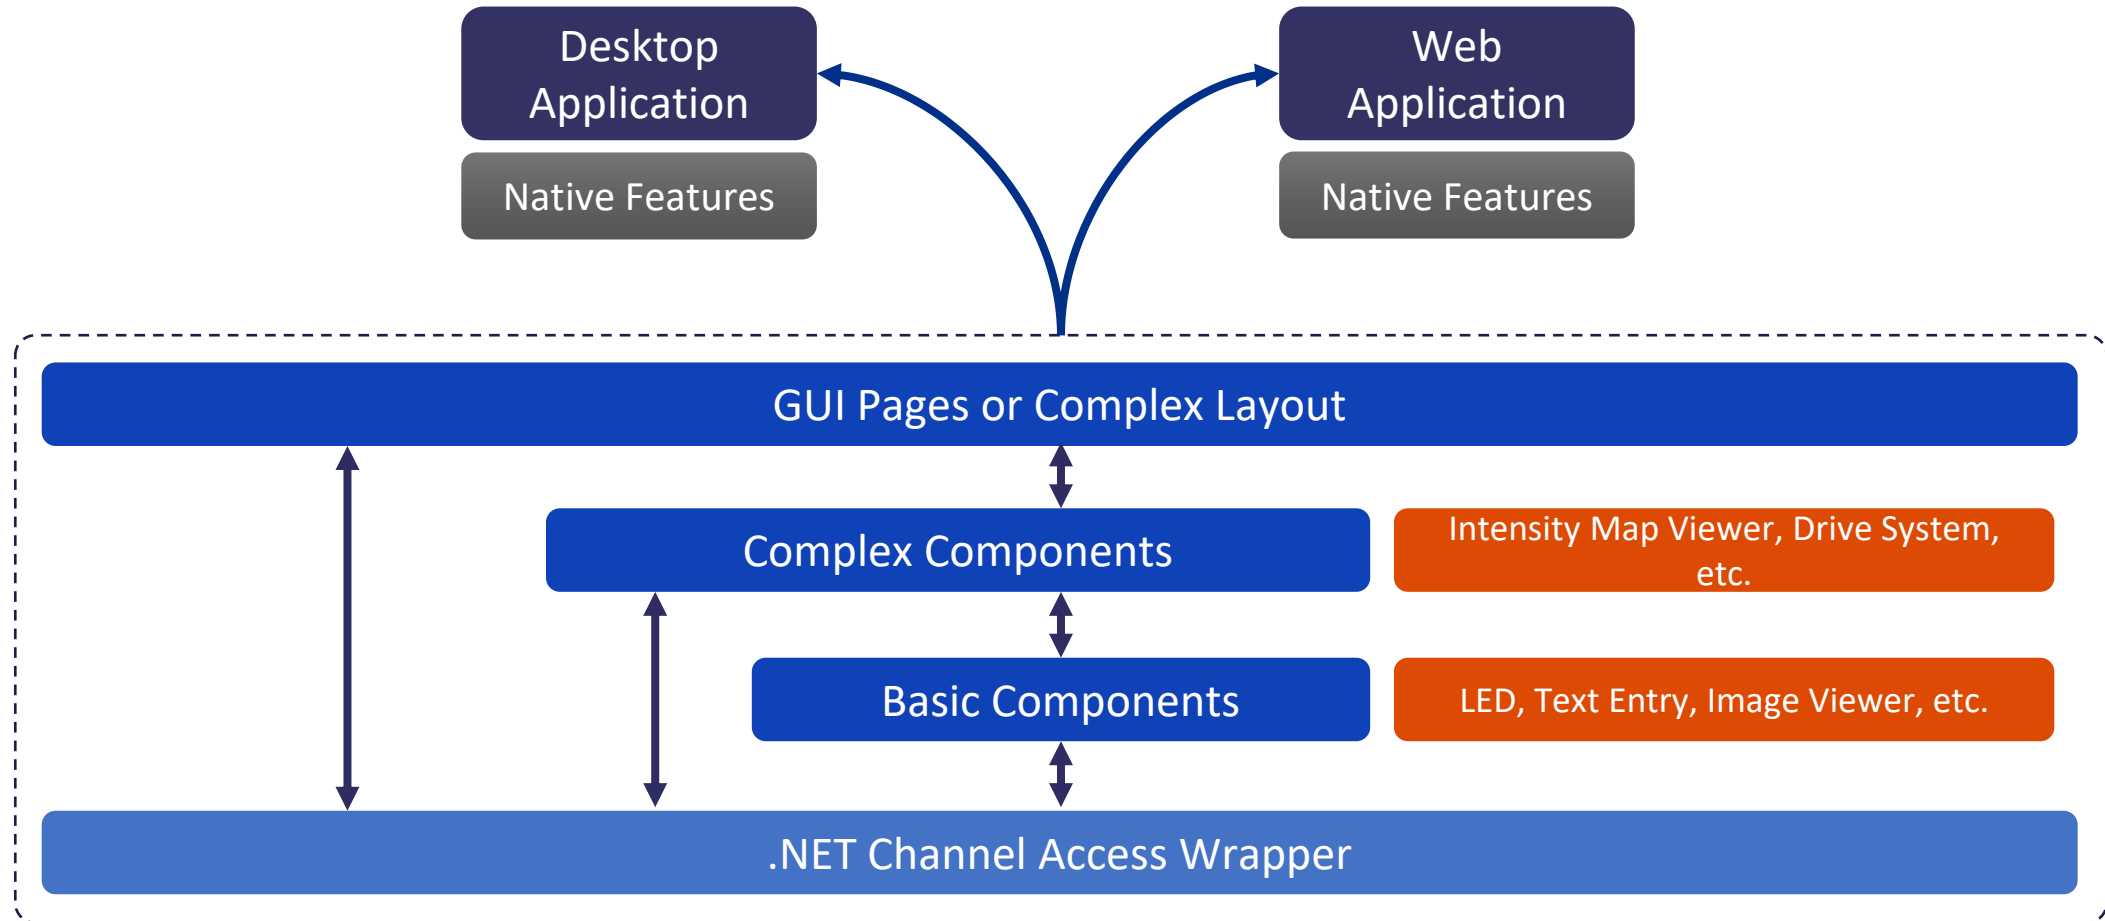 Desktop
Application
Web
Application
Native Features
Native Features
GUI Pages or Complex Layout
Complex Components
Intensity Map Viewer, Drive System,
etc.
Basic Components
LED, Text Entry, Image Viewer, etc.
.NET Channel Access Wrapper